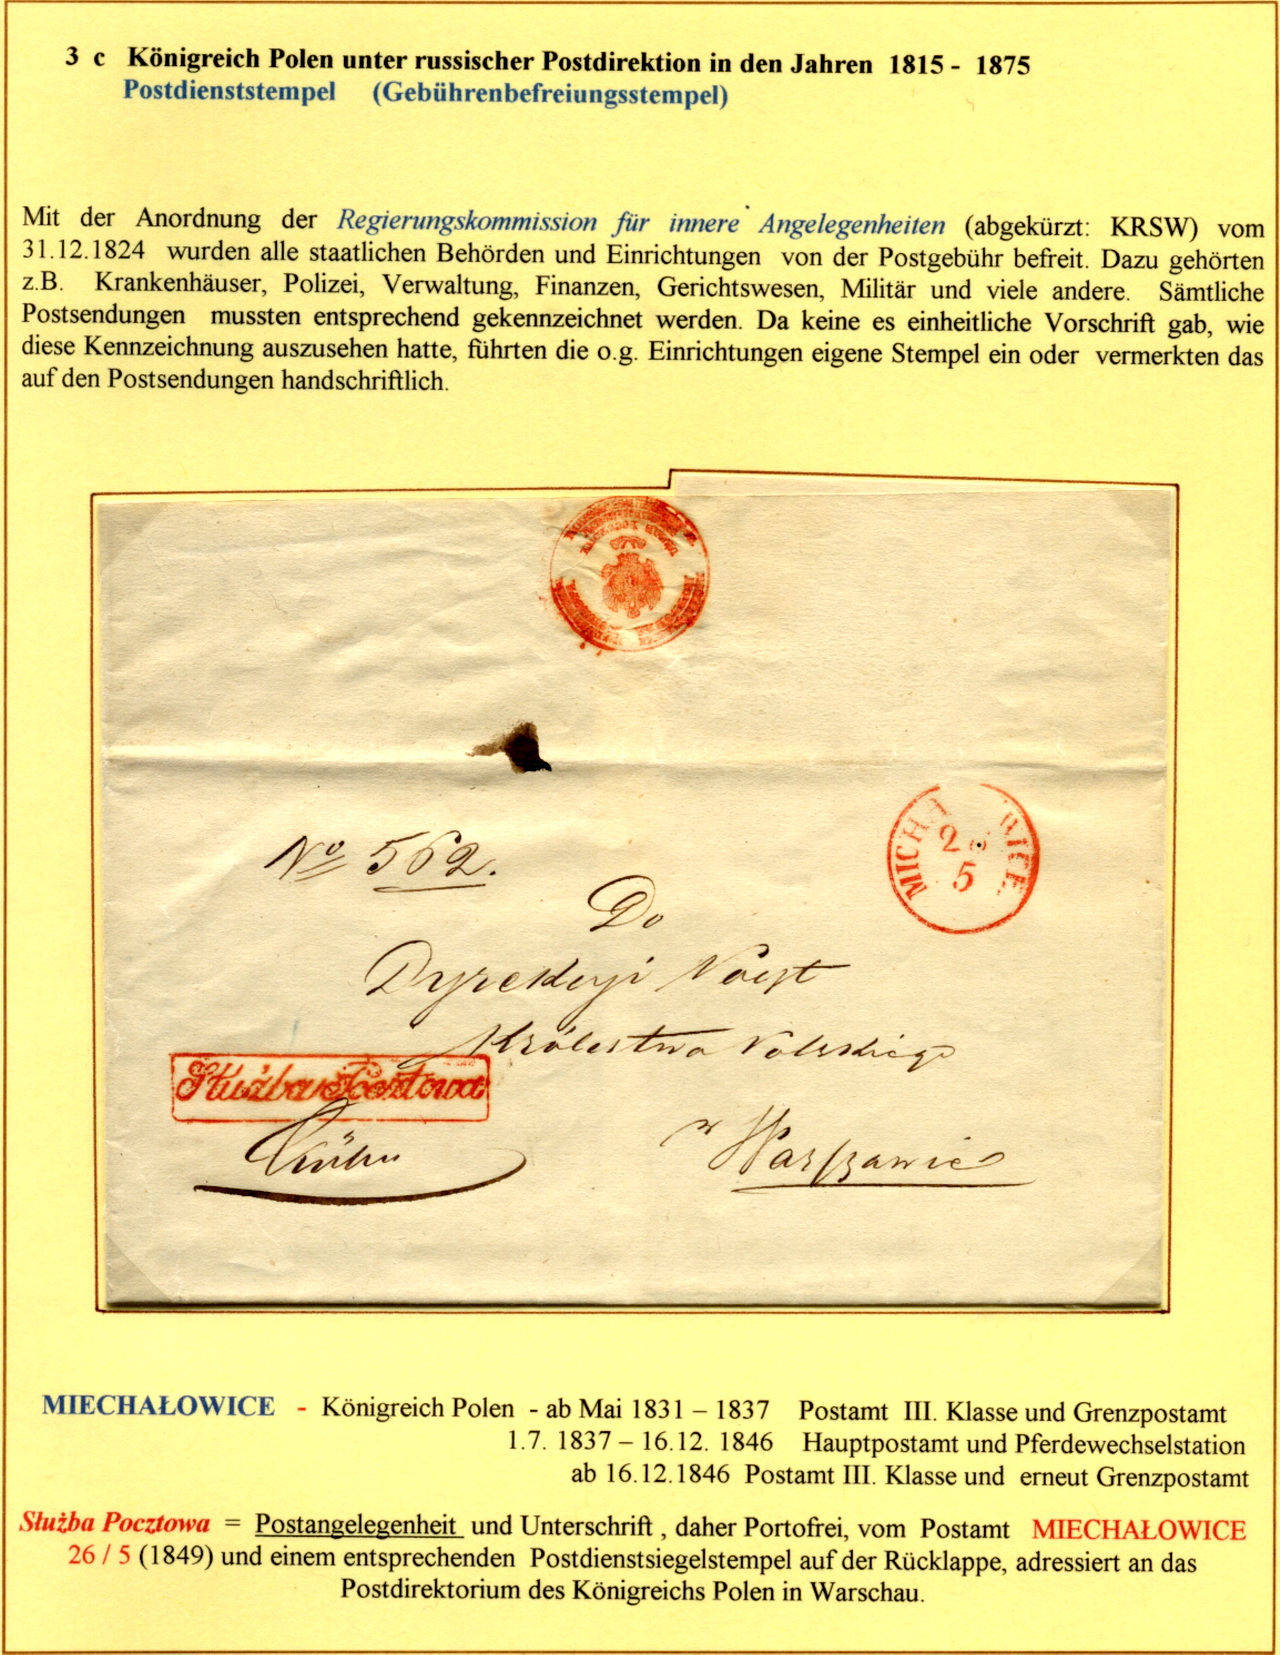 3 c Königreich Polen unter russischer Postdirektion in den Jahren 1815 - 1875
Postdienststempel (Gebührenbefreiungsstempel)
Mit der Anordnung der Regierungskommission für innere Angelegenheiten (abgekürzt: KRSW) vom
31.12.1824 wurden alle staatlichen Behörden und Einrichtungen von der Postgebühr befreit. Dazu gehörten
z.B. Krankenhäuser, Polizei, Verwaltung, Finanzen, Gerichtswesen, Militär und viele andere. Sämtliche
Postsendungen mussten entsprechend gekennzeichnet werden. Da keine es einheitliche Vorschrift gab, wie
diese Kennzeichnung auszusehen hatte, führten die o.g. Einrichtungen eigene Stempel ein oder vermerkten das
auf den Postsendungen handschriftlich.
No 562.
5
Do
Dyrekcyi Poczt
Królestwa Polskiego
Służba Pocztowa
w Warszawie
MIECHAŁOWICE - Königreich Polen - ab Mai 1831 – 1837 Postamt III. Klasse und Grenzpostamt
1.7. 1837 – 16.12. 1846 Hauptpostamt und Pferdewechselstation
ab 16.12.1846 Postamt III. Klasse und erneut Grenzpostamt
Służba Pocztowa = Postangelegenheit und Unterschrift , daher Portofrei, vom Postamt MIECHAŁOWICE
26 / 5 (1849) und einem entsprechenden Postdienstsiegelstempel auf der Rücklappe, adressiert an das
Postdirektorium des Königreichs Polen in Warschau.